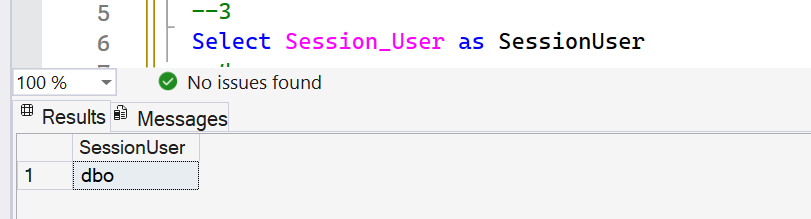 5
--3
6
Select Session_User as SessionUser
100 %
No issues found
Results
Messages
SessionUser
1
dbo